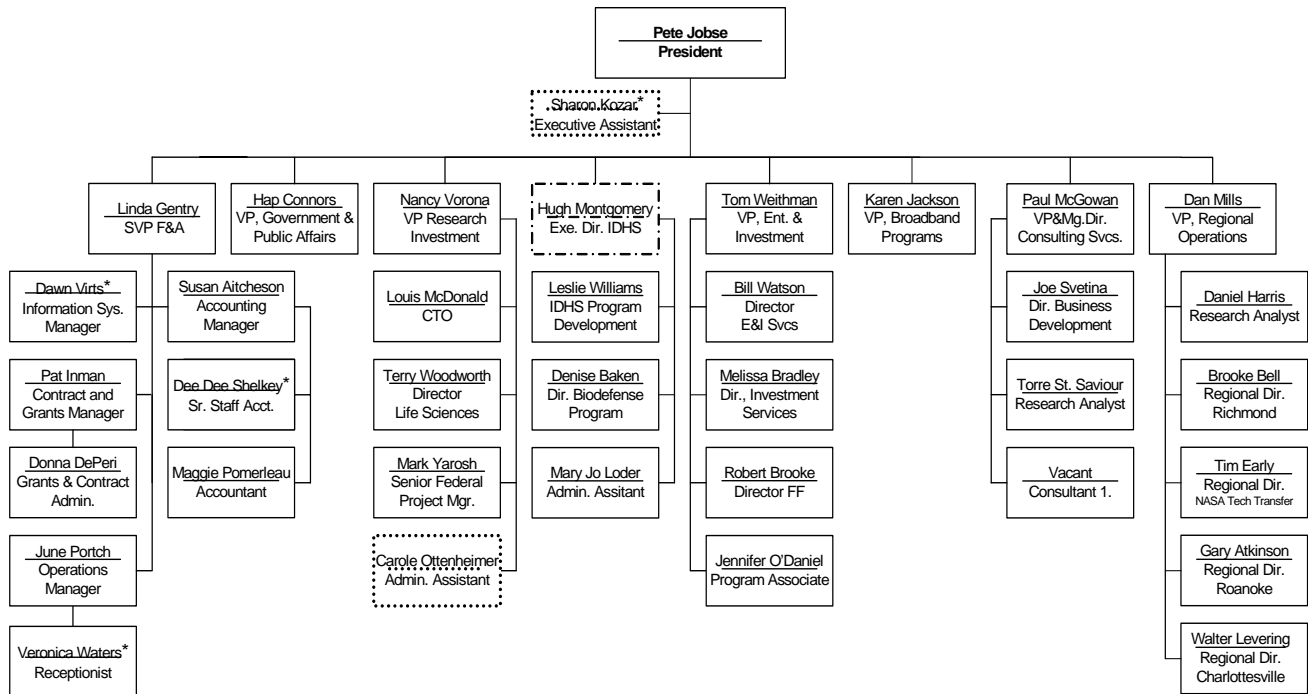 Pete Jobse
President
Sharon Kozar*
Executive Assistant
Linda Gentry
SVP F&A
Hap Connors
VP, Government &
Public Affairs
Nancy Vorona
VP Research
Investment
Hugh Montgomery
Exe. Dir. IDHS
Tom Weithman
VP, Ent. &
Investment
Karen Jackson
VP, Broadband
Programs
Paul McGowan
VP&Mg.Dir.
Consulting Svcs.
Dan Mills
VP, Regional
Operations
Dawn Virts*
Information Sys.
Manager
Susan Aitcheson
Accounting
Manager
Louis McDonald
CTO
Leslie Williams
IDHS Program
Development
Bill Watson
Director
E&I Svcs
Joe Svetina
Dir. Business
Development
Daniel Harris
Research Analyst
Pat Inman
Contract and
Grants Manager
Dee Dee Shelkey*
Sr. Staff Acct.
Terry Woodworth
Director
Life Sciences
Denise Baken
Dir. Biodefense
Program
Melissa Bradley
Dir., Investment
Services
Torre St. Saviour
Research Analyst
Brooke Bell
Regional Dir.
Richmond
Donna DePeri
Grants & Contract
Admin.
Maggie Pomerleau
Accountant
Mark Yarosh
Senior Federal
Project Mgr.
Mary Jo Loder
Admin. Assitant
Robert Brooke
Director FF
Vacant
Consultant 1.
Tim Early
Regional Dir.
NASA Tech Transfer
June Portch
Operations
Manager
Carole Ottenheimer
Admin. Assistant
Jennifer O'Daniel
Program Associate
Gary Atkinson
Regional Dir.
Roanoke
Veronica Waters*
Receptionist
Walter Levering
Regional Dir.
Charlottesville